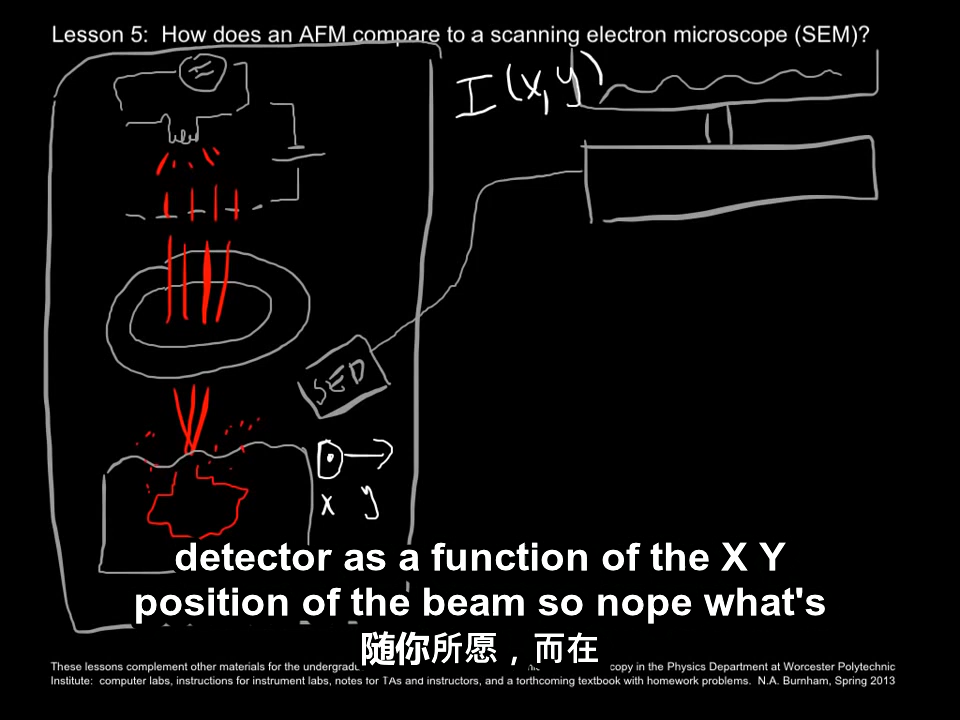 Lesson 5:  How does an AFM compare to a scanning electron microscope (SEM)?
I (x, y)
SED
x y
detector as a function of the X Y
position of the beam so nope what's
随你所愿，而在
These lessons complement other materials for the undergradu copy in the Physics Department at Worcester Polytechnic
Institute:  computer labs, instructions for instrument labs, notes for TAs and instructors, and a forthcoming textbook with homework problems.  N.A. Burnham, Spring 2013